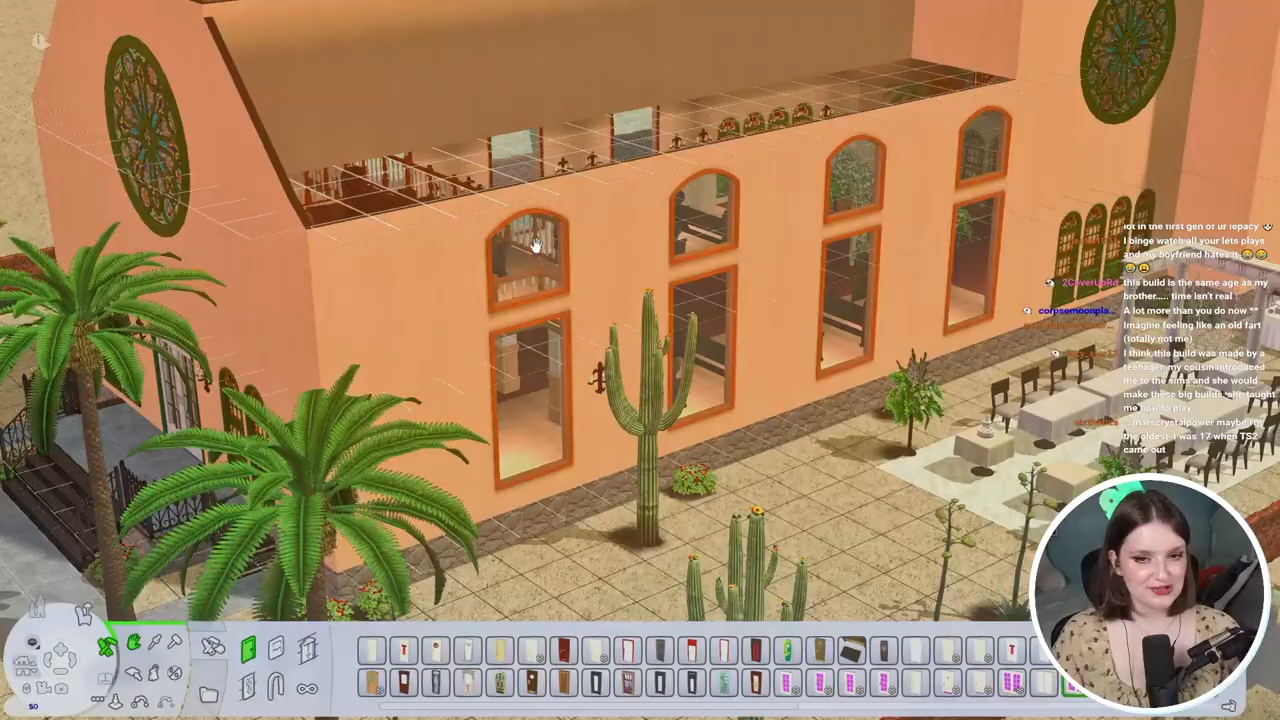 lot in the first gen of ur legacy
I binge watch all your lets plays
and my boyfriend hates it
2CoverUpRd this build is the same age as my
brother..... time isn't real
corpsemoonpla... A lot more than you do now **
Imagine feeling like an old fart
(totally not me)
I think this build was made by a
teenager, my cousin introduced
me to the sims and she would
make these big builds, she taught
me how to play
@marscrystalpower maybe I'm
the oldest, I was 17 when TS2
came out
$0